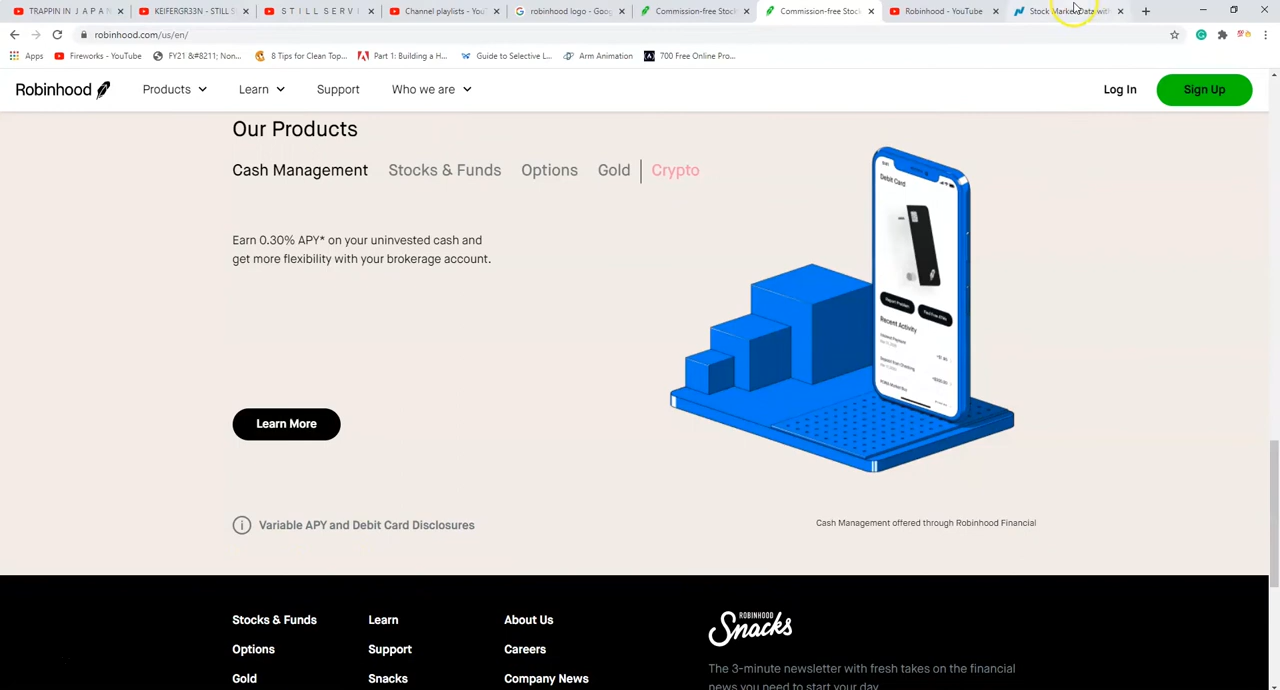 TRAPPIN IN J A P A N
KEIFERGR33N - STILL S
S T I L L S E R V I
Channel playlists - YouT
robinhood logo - Goog
Commission-free Stock
Commission-free Stock
Robinhood - YouTube
Stock Market Data with
robinhood.com/us/en/
Apps
Fireworks - YouTube
FY21 &#8211; Non...
8 Tips for Clean Top...
Part 1: Building a H...
Guide to Selective L...
Arm Animation
700 Free Online Pro...
Robinhood
Products
Learn
Support
Who we are
Log In
Sign Up
Our Products
Cash Management
Stocks & Funds
Options
Gold
Crypto
Earn 0.30% APY* on your uninvested cash and
get more flexibility with your brokerage account.
Debit Card
Recent Activity
Learn More
Variable APY and Debit Card Disclosures
Cash Management offered through Robinhood Financial
Stocks & Funds
Learn
About Us
ROBINHOOD
Snacks
Options
Support
Careers
The 3-minute newsletter with fresh takes on the financial
Gold
Snacks
Company News
news you need to start your day.